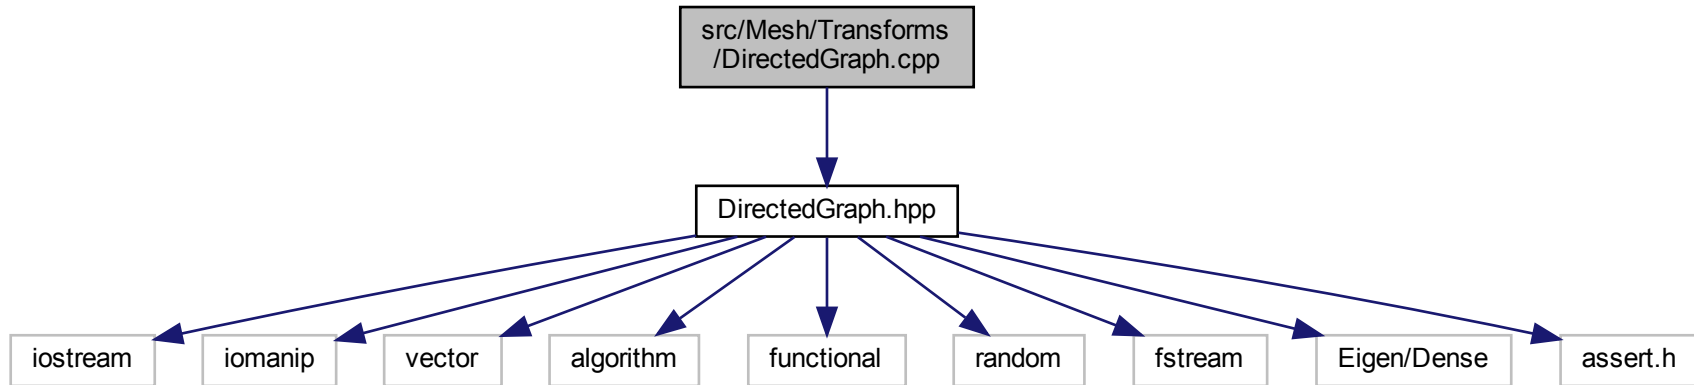 src/Mesh/Transforms
/DirectedGraph.cpp
DirectedGraph.hpp
iostream
iomanip
vector
algorithm
functional
random
fstream
Eigen/Dense
assert.h